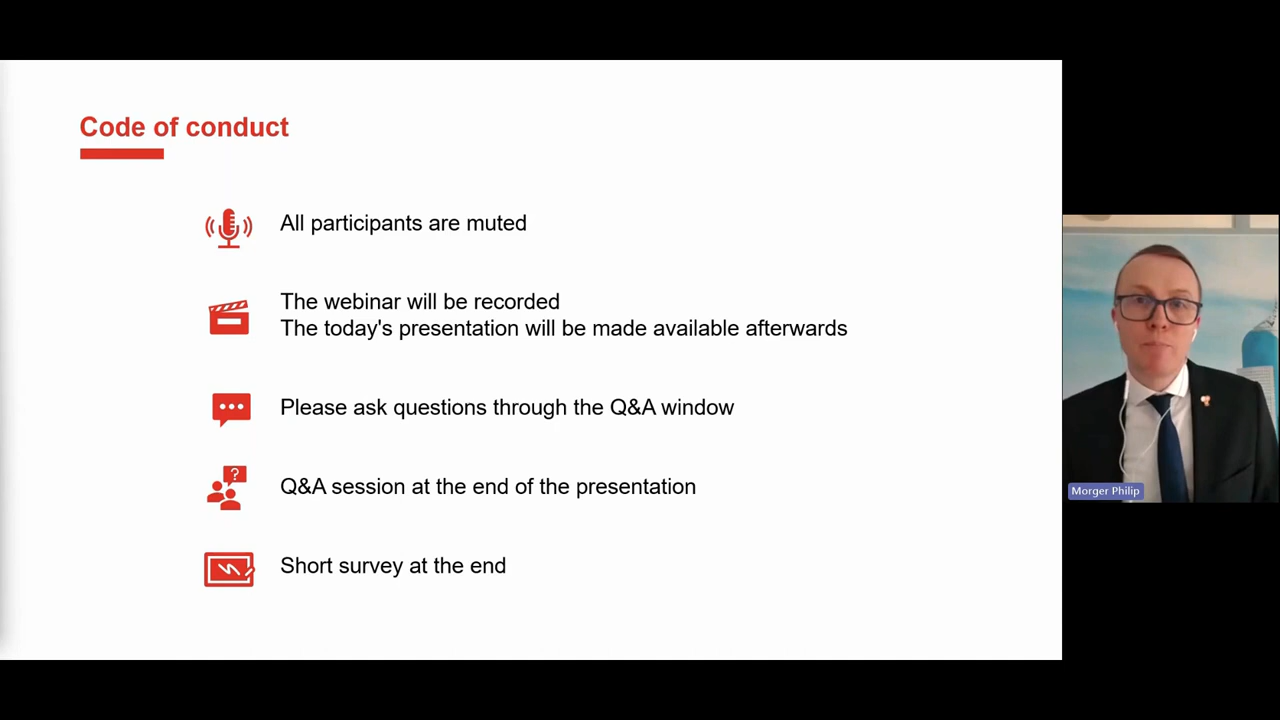 Code of conduct
All participants are muted
The webinar will be recorded
The today's presentation will be made available afterwards
Please ask questions through the Q&A window
?
Q&A session at the end of the presentation
Short survey at the end
Morger Philip